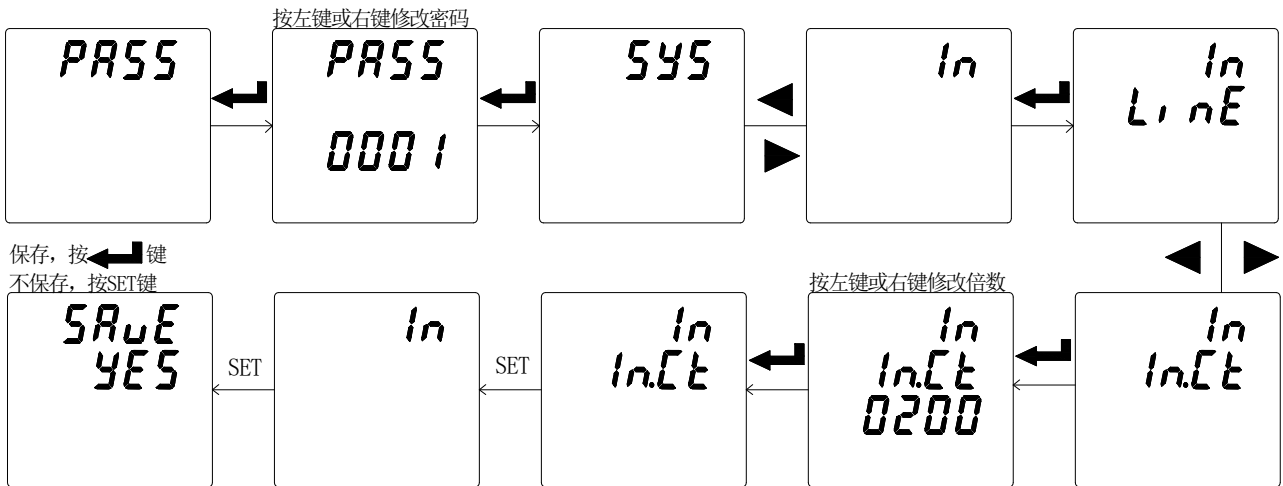 按左键或右键修改密码
PASS
PASS
0001
SYS
In
In
LinE
保存，按
键
不保存，按SET键
按左键或右键修改倍数
SAvE
YES
SET
In
SET
In
In.Ct
In
In.Ct
0200
In
In.Ct